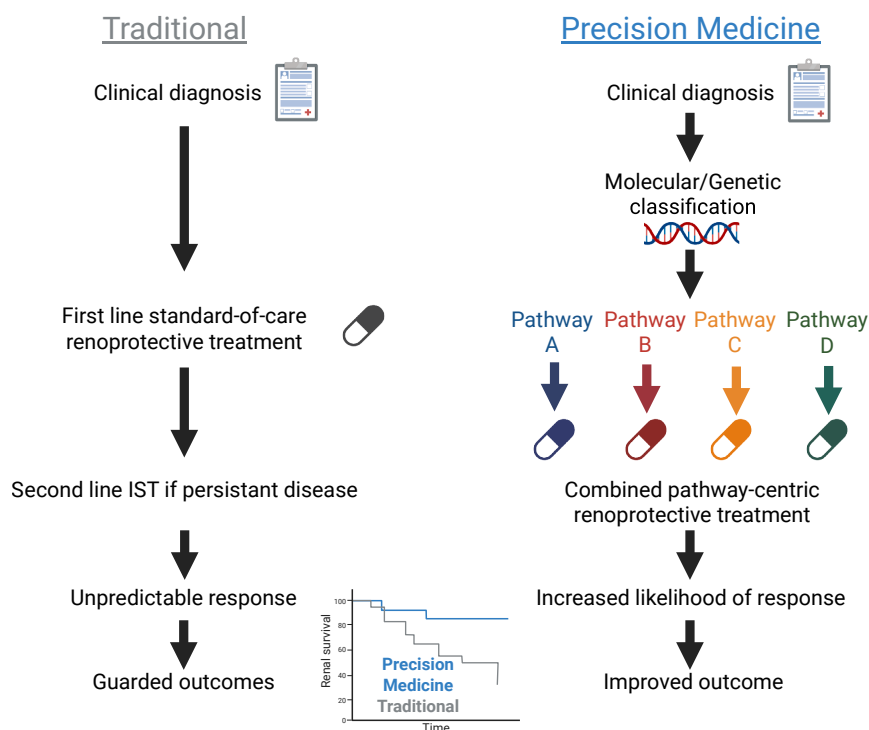 Traditional
Clinical diagnosis
First line standard-of-care
renoprotective treatment
Second line IST if persistant disease
Unpredictable response
Guarded outcomes
Precision Medicine
Clinical diagnosis
Molecular/Genetic
classification
Pathway Pathway Pathway Pathway
A B C D
Combined pathway-centric
renoprotective treatment
Increased likelihood of response
Improved outcome
Renal survival
100
80
60
40
20
0
Precision
Medicine
Traditional
Time